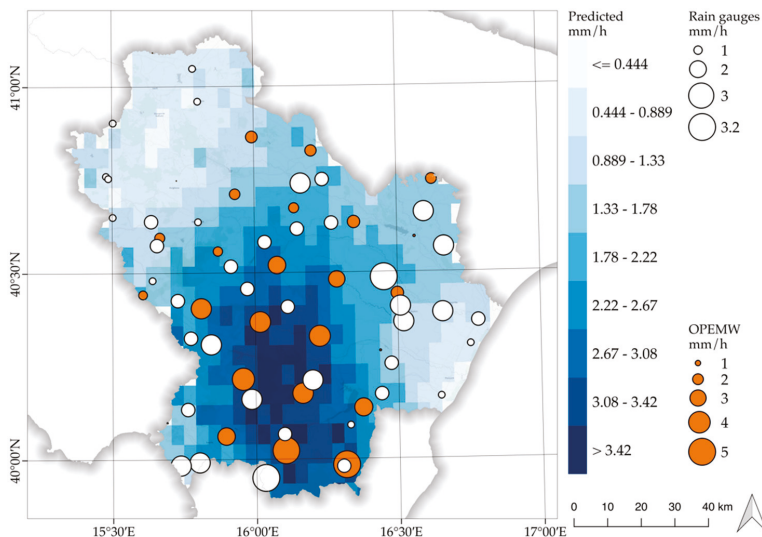 Predicted
mm/h
<= 0.444
0.444 - 0.889
0.889 - 1.33
1.33 - 1.78
1.78 - 2.22
2.22 - 2.67
2.67 - 3.08
3.08 - 3.42
> 3.42
Rain gauges
mm/h
1
2
3
3.2
OPEMW
mm/h
1
2
3
4
5
0 20 40 km
41°00'N
40°30'N
40°00'N
15°30'E 16°00'E 16°30'E 17°00'E